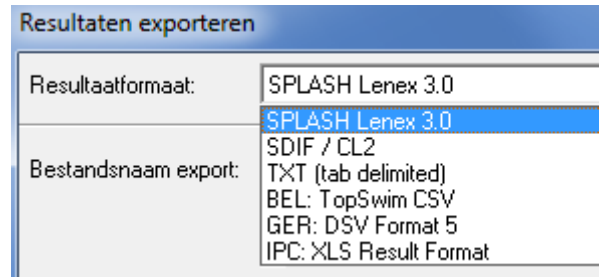 Resultaten exporteren
Resultaatformaat:
SPLASH Lenex 3.0
SPLASH Lenex 3.0
SDIF / CL2
TXT (tab delimited)
Bestandsnaam export:
BEL: TopSwim CSV
GER: DSV Format 5
IPC: XLS Result Format